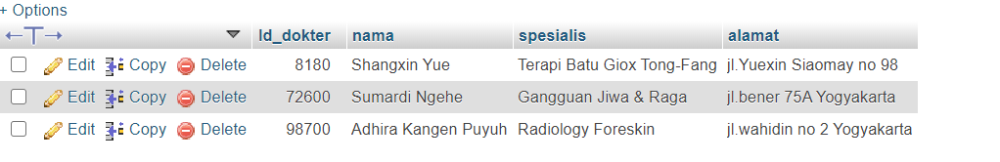 + Options
Id_dokter nama spesialis alamat
Edit Copy Delete 8180 Shangxin Yue Terapi Batu Giox Tong-Fang jl.Yuexin Siaomay no 98
Edit Copy Delete 72600 Sumardi Ngehe Gangguan Jiwa & Raga jl.bener 75A Yogyakarta
Edit Copy Delete 98700 Adhira Kangen Puyuh Radiology Foreskin jl.wahidin no 2 Yogyakarta